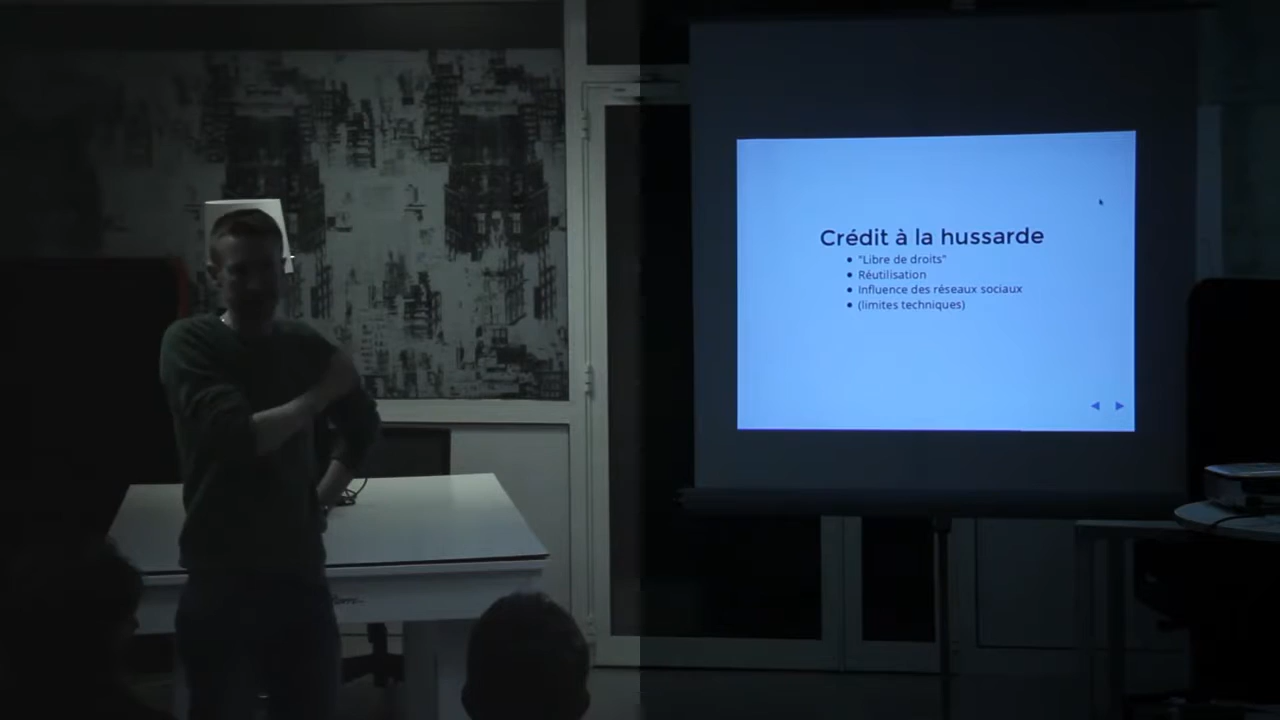 Crédit à la hussarde
"Libre de droits"
Réutilisation
Influence des réseaux sociaux
(limites techniques)